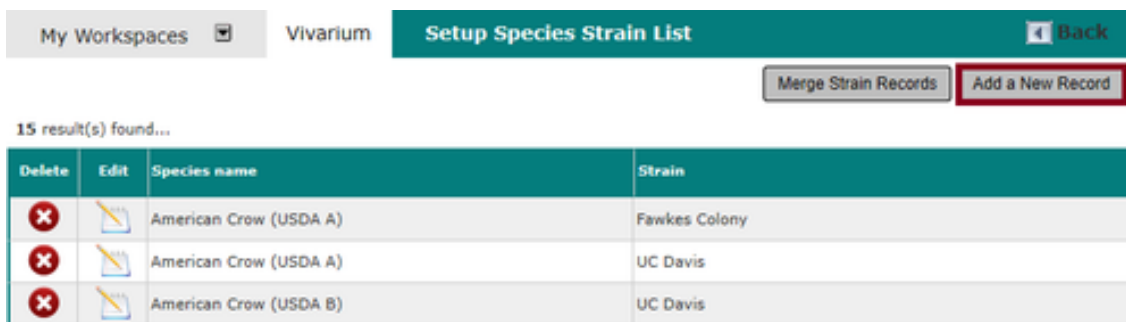 My Workspaces Vivarium Setup Species Strain List Back
Merge Strain Records Add a New Record
15 result(s) found...
Delete Edit Species name Strain
American Crow (USDA A) Fawkes Colony
American Crow (USDA A) UC Davis
American Crow (USDA B) UC Davis